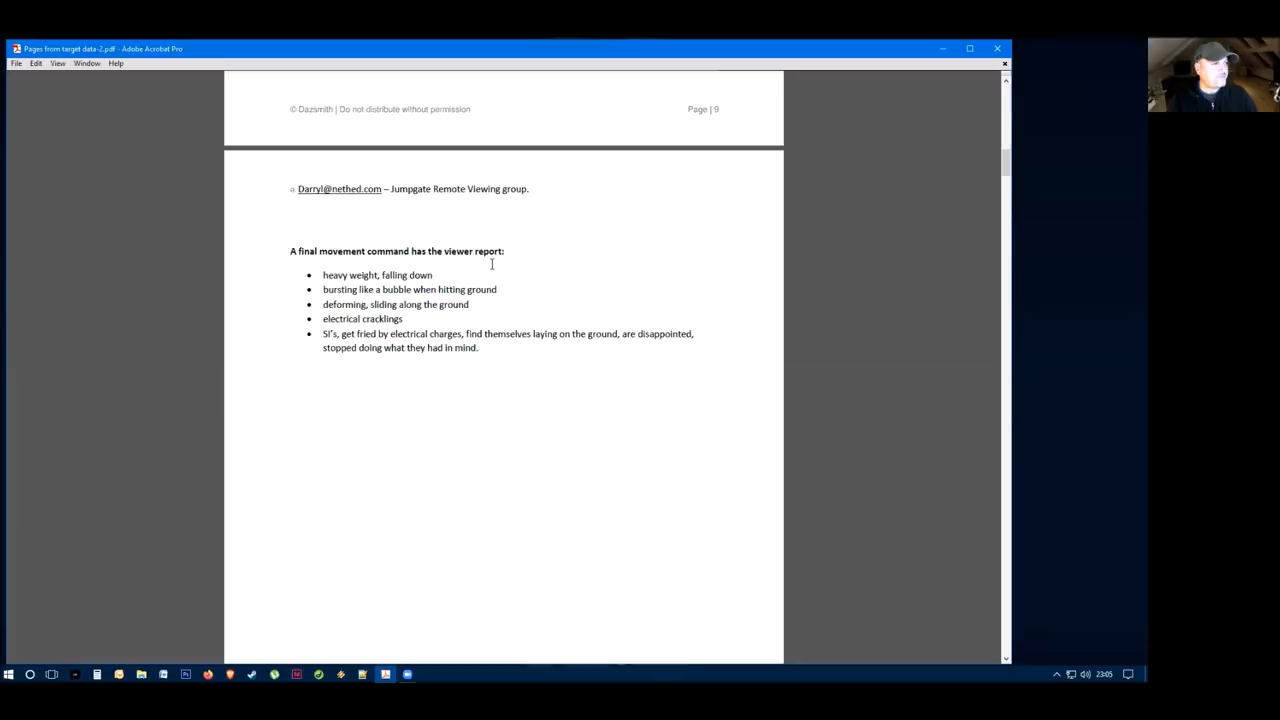 Pages from target data-2.pdf - Adobe Acrobat Pro
File Edit View Window Help
© Dazsmith | Do not distribute without permission Page | 9
Darryl@nethed.com – Jumpgate Remote Viewing group.
A final movement command has the viewer report:
• heavy weight, falling down
• bursting like a bubble when hitting ground
• deforming, sliding along the ground
• electrical cracklings
• SI's, get fried by electrical charges, find themselves laying on the ground, are disappointed,
stopped doing what they had in mind.
23:05